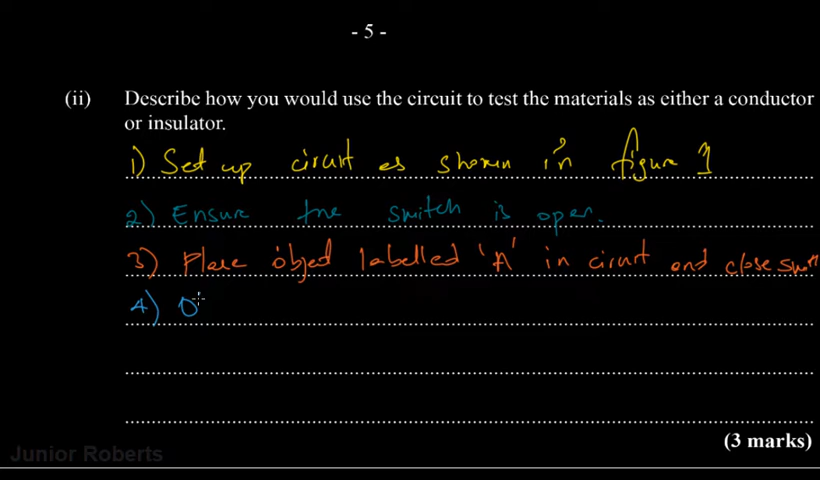 - 5 -
(ii) Describe how you would use the circuit to test the materials as either a conductor
or insulator.
1) Set up circuit as shown in figure 1
2) Ensure the switch is open.
3) Place object labelled 'A' in circuit and close
4) O
(3 marks)
Junior Roberts